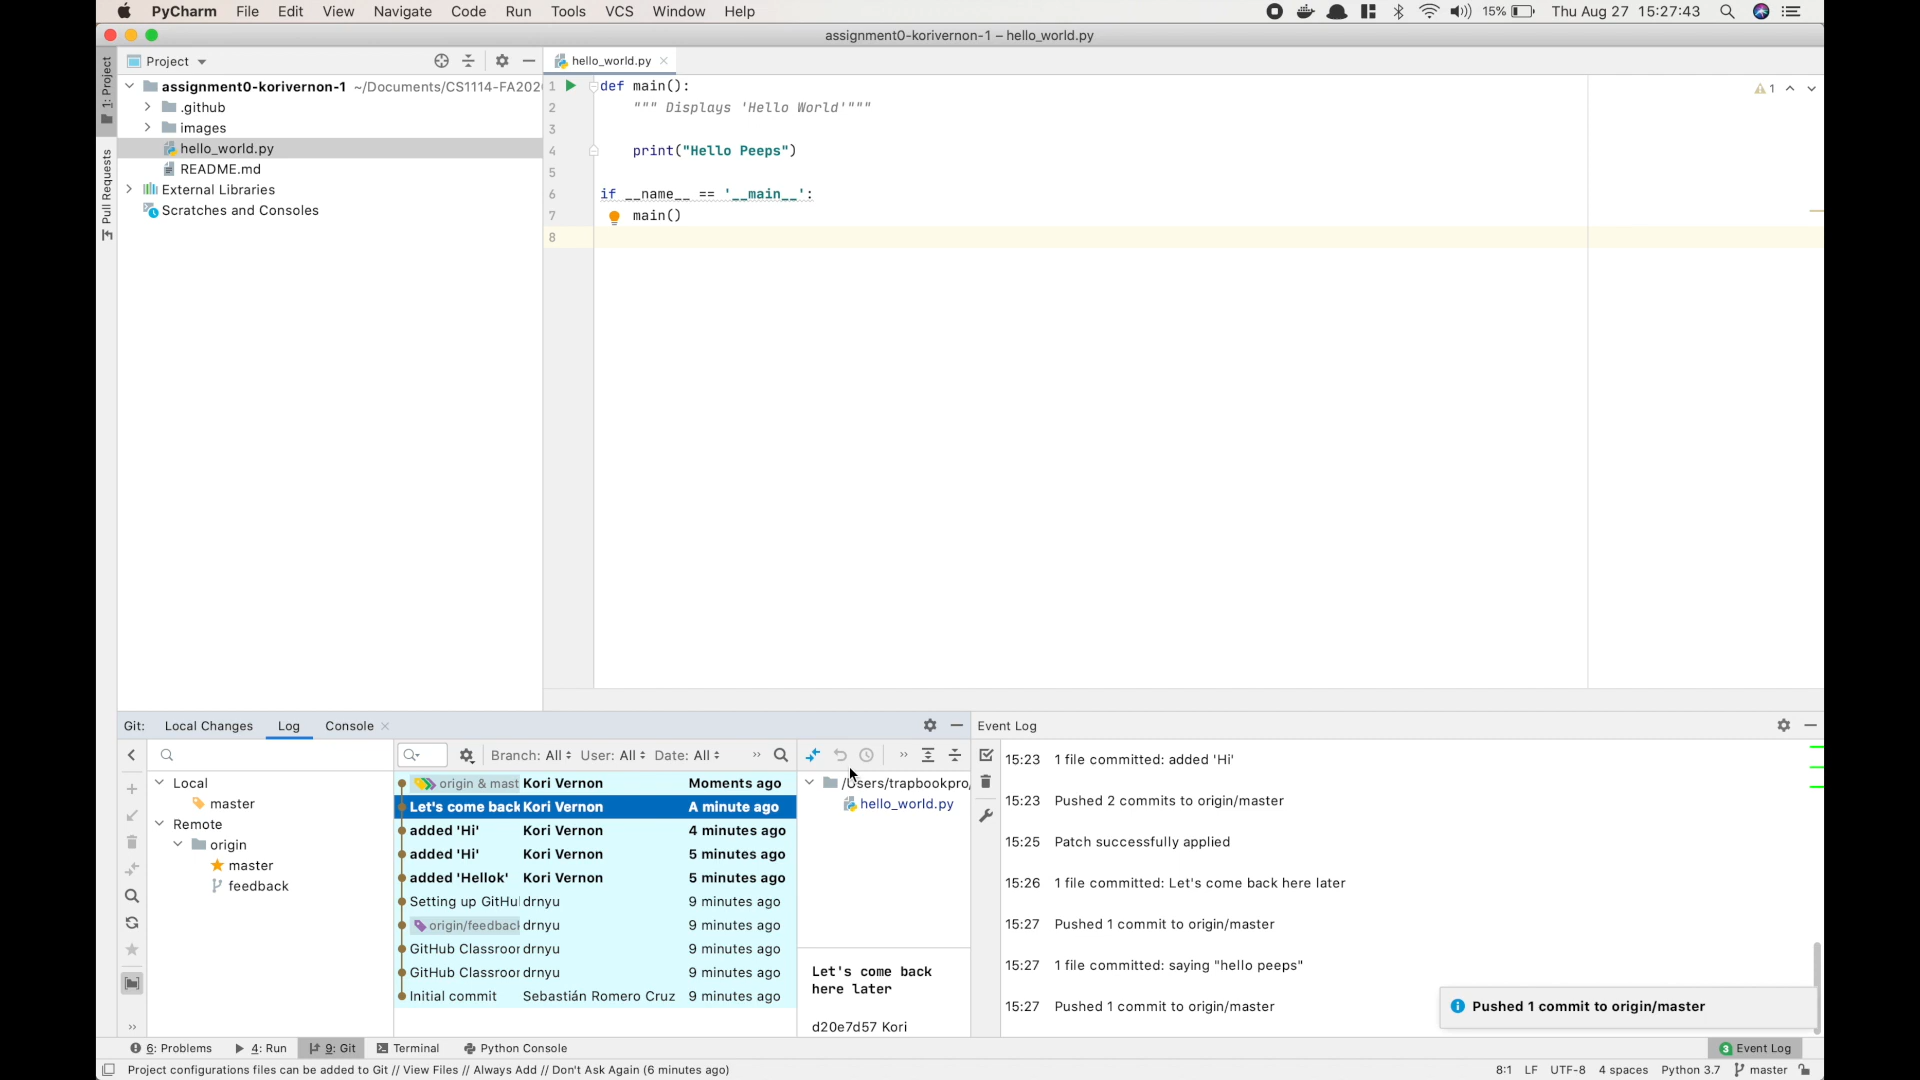 PyCharm File Edit View Navigate Code Run Tools VCS Window Help 15% Thu Aug 27 15:27:43
assignment0-korivernon-1 – hello_world.py
1: Project
Pull Requests
Project
assignment0-korivernon-1 ~/Documents/CS1114-FA202
.github
images
hello_world.py
README.md
External Libraries
Scratches and Consoles
hello_world.py
1 def main():
2 """ Displays 'Hello World'"""
3
4 print("Hello Peeps")
5
6 if __name__ == '__main__':
7 main()
8
1
Git: Local Changes Log Console
Branch: All User: All Date: All
Local
master
Remote
origin
master
feedback
origin & mast Kori Vernon Moments ago
Let's come back Kori Vernon A minute ago
added 'Hi' Kori Vernon 4 minutes ago
added 'Hi' Kori Vernon 5 minutes ago
added 'Hellok' Kori Vernon 5 minutes ago
Setting up GitHu drnyu 9 minutes ago
origin/feedbac drnyu 9 minutes ago
GitHub Classroor drnyu 9 minutes ago
GitHub Classroor drnyu 9 minutes ago
Initial commit Sebastián Romero Cruz 9 minutes ago
/Users/trapbookpro
hello_world.py
Let's come back
here later
d20e7d57 Kori
Event Log
15:23 1 file committed: added 'Hi'
15:23 Pushed 2 commits to origin/master
15:25 Patch successfully applied
15:26 1 file committed: Let's come back here later
15:27 Pushed 1 commit to origin/master
15:27 1 file committed: saying "hello peeps"
15:27 Pushed 1 commit to origin/master
Pushed 1 commit to origin/master
6: Problems 4: Run 9: Git Terminal Python Console 3 Event Log
Project configurations files can be added to Git // View Files // Always Add // Don't Ask Again (6 minutes ago) 8:1 LF UTF-8 4 spaces Python 3.7 master